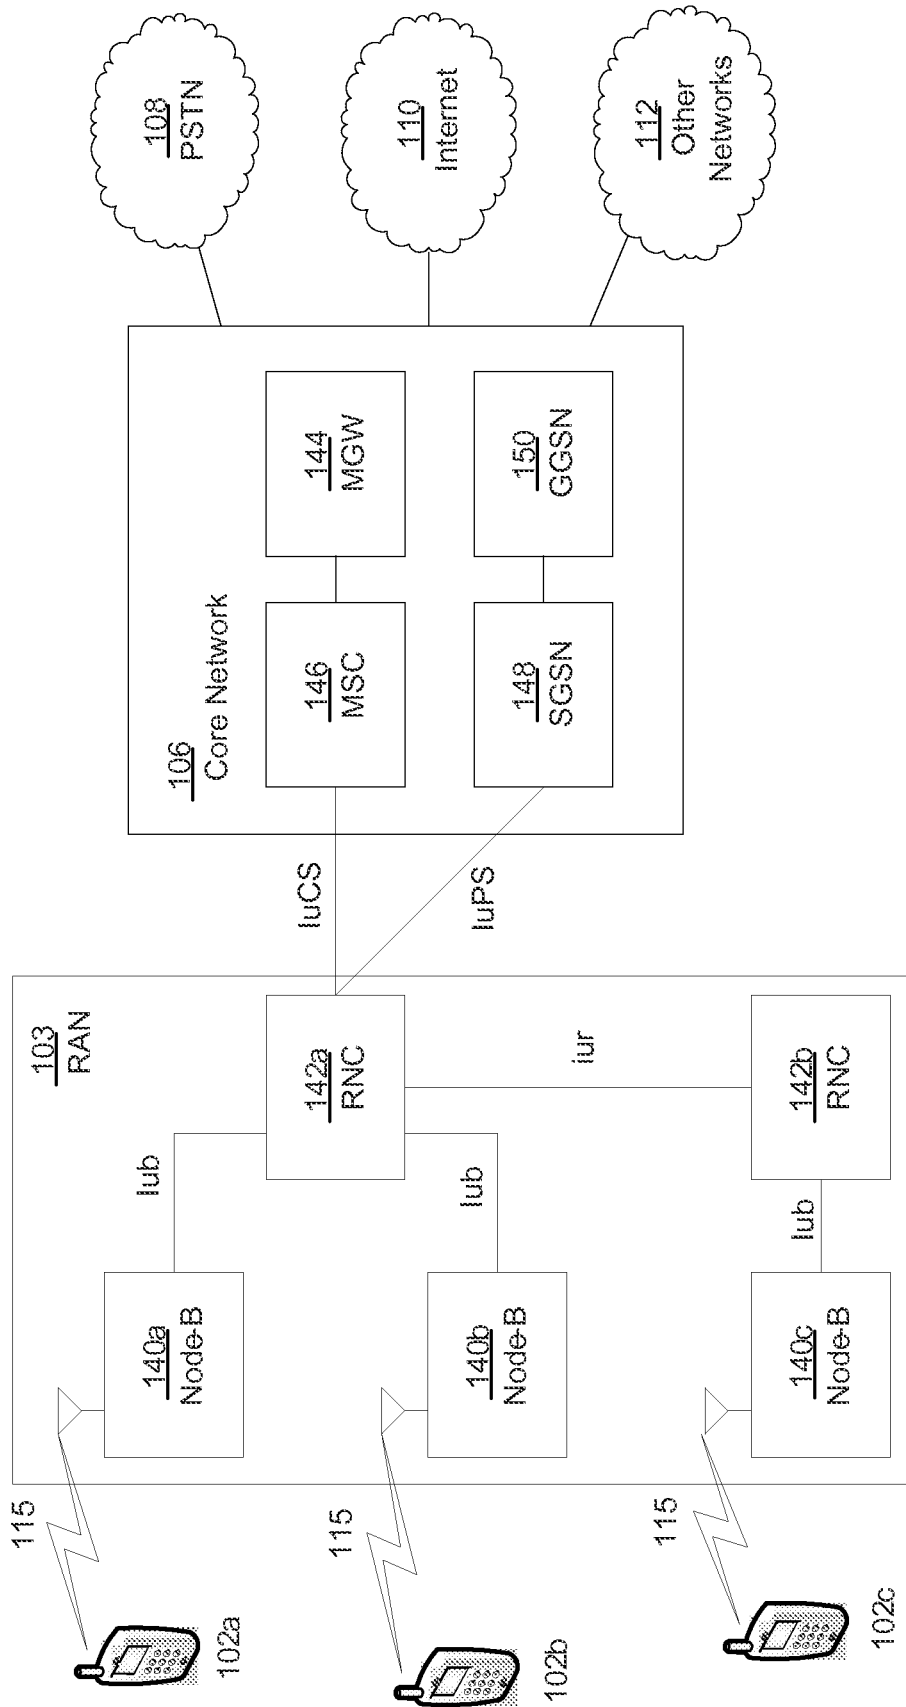 108
PSTN
110
Internet
112
Other
Networks
106
Core Network
144
MGW
146
MSC
150
GGSN
148
SGSN
IuCS
IuPS
103
RAN
142a
RNC
142b
RNC
Iur
Iub
Iub
Iub
140a
Node-B
140b
Node-B
140c
Node-B
115
115
115
102a
102b
102c